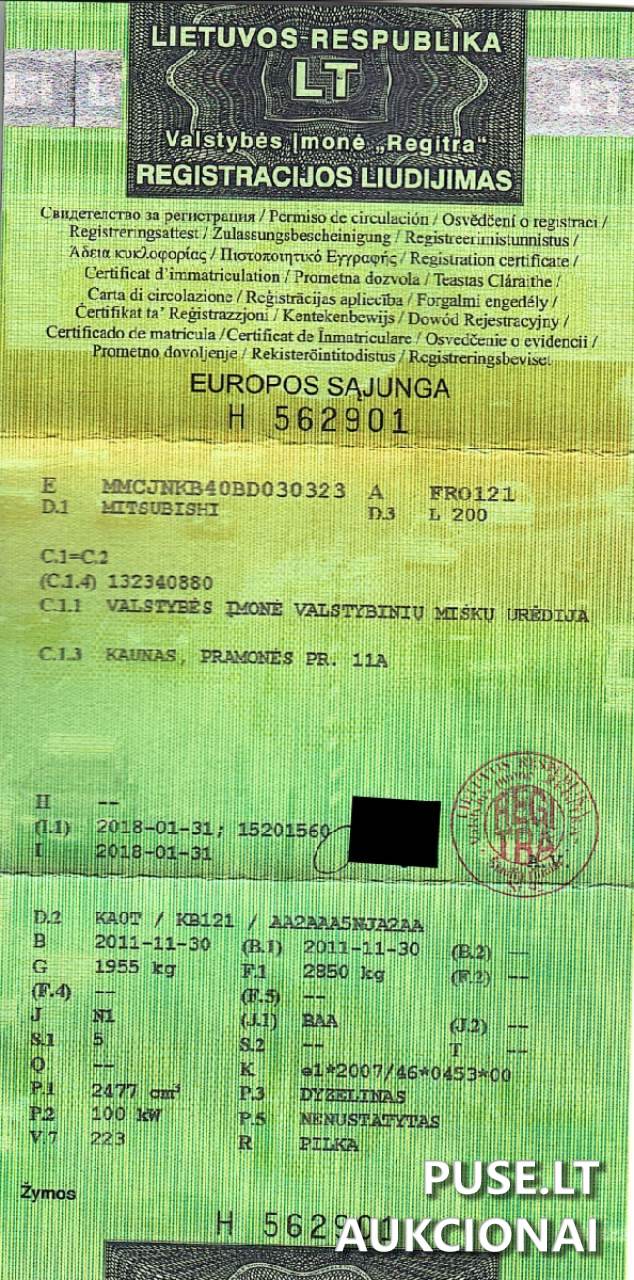 LIETUVOS RESPUBLIKA
LT
Valstybės Įmonė „Regitra“
REGISTRACIJOS LIUDIJIMAS
Свидетелство за регистрация / Permiso de circulación / Osvědčení o registraci /
Registreringsattest / Zulassungsbescheinigung / Registreerimistunnistus /
Άδεια κυκλοφορίας / Πιστοποιητικό Εγγραφής / Registration certificate /
Certificat d'immatriculation / Prometna dozvola / Teastas Cláraithe /
Carta di circolazione / Reģistrācijas apliecība / Forgalmi engedély /
Ċertifikat ta' Reġistrazzjoni / Kentekenbewijs / Dowód Rejestracyjny /
Certificado de matrícula / Certificat de Înmatriculare / Osvedčenie o evidencii /
Prometno dovoljenje / Rekisteröintitodistus / Registreringsbeviset
EUROPOS SĄJUNGA
H 562901
E MMCJNKB40BD030323 A FRO121
D.1 MITSUBISHI D.3 L 200
C.1=C.2
(C.1.4) 132340880
C.1.1 VALSTYBĖS ĮMONĖ VALSTYBINIŲ MIŠKŲ URĖDIJA
C.1.3 KAUNAS, PRAMONĖS PR. 11A
H --
(I.1) 2018-01-31; 15201560
I 2018-01-31
REGI
TRA
A.V.
D.2 KA0T / KB121 / AA2AAA5NJA2AA
B 2011-11-30 (B.1) 2011-11-30 (B.2) --
G 1955 kg F.1 2850 kg (F.2) --
(F.4) -- (F.5) --
J N1 (J.1) BAA (J.2) --
S.1 5 S.2 -- T --
Q -- K e1*2007/46*0453*00
P.1 2477 cm³ P.3 DYZELINAS
P.2 100 kW P.5 NENUSTATYTAS
V.7 223 R PILKA
Žymos
H 562901
PUSE.LT
AUKCIONAI